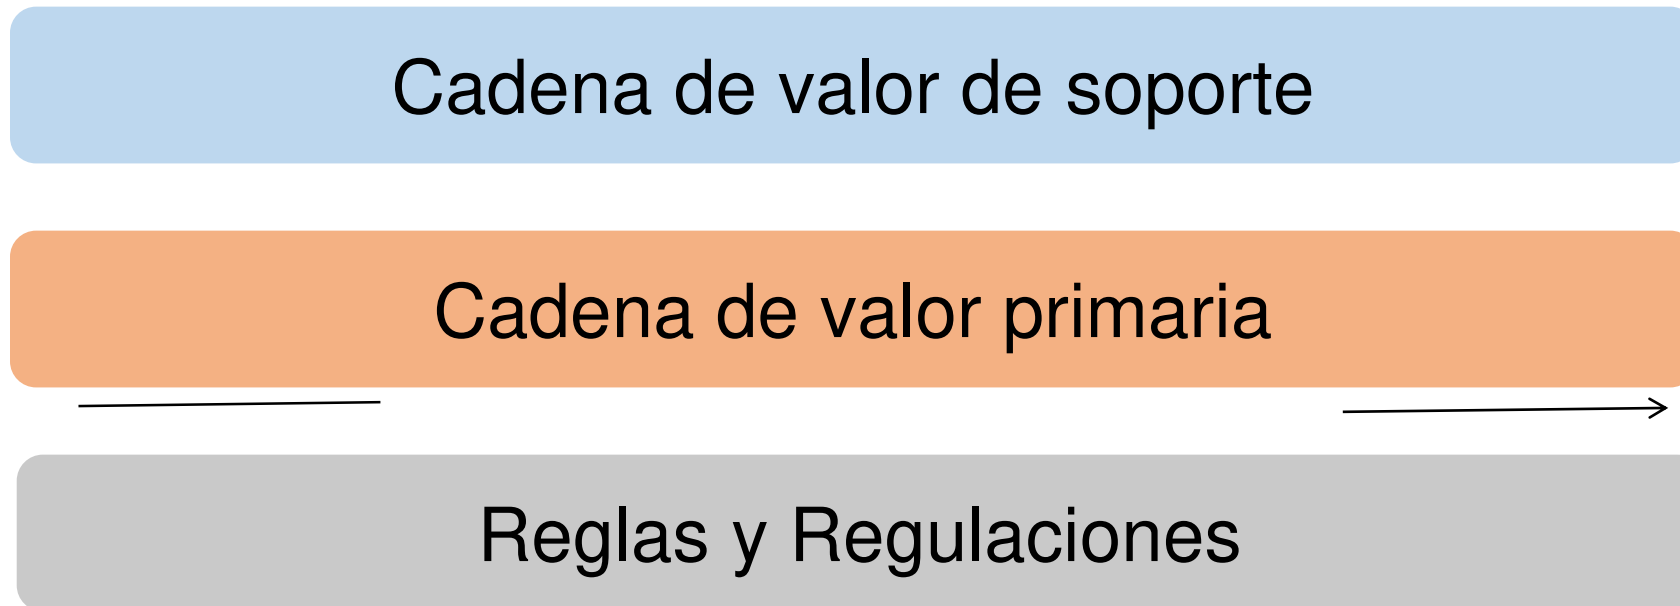 Cadena de valor de soporte
Cadena de valor primaria
Reglas y Regulaciones